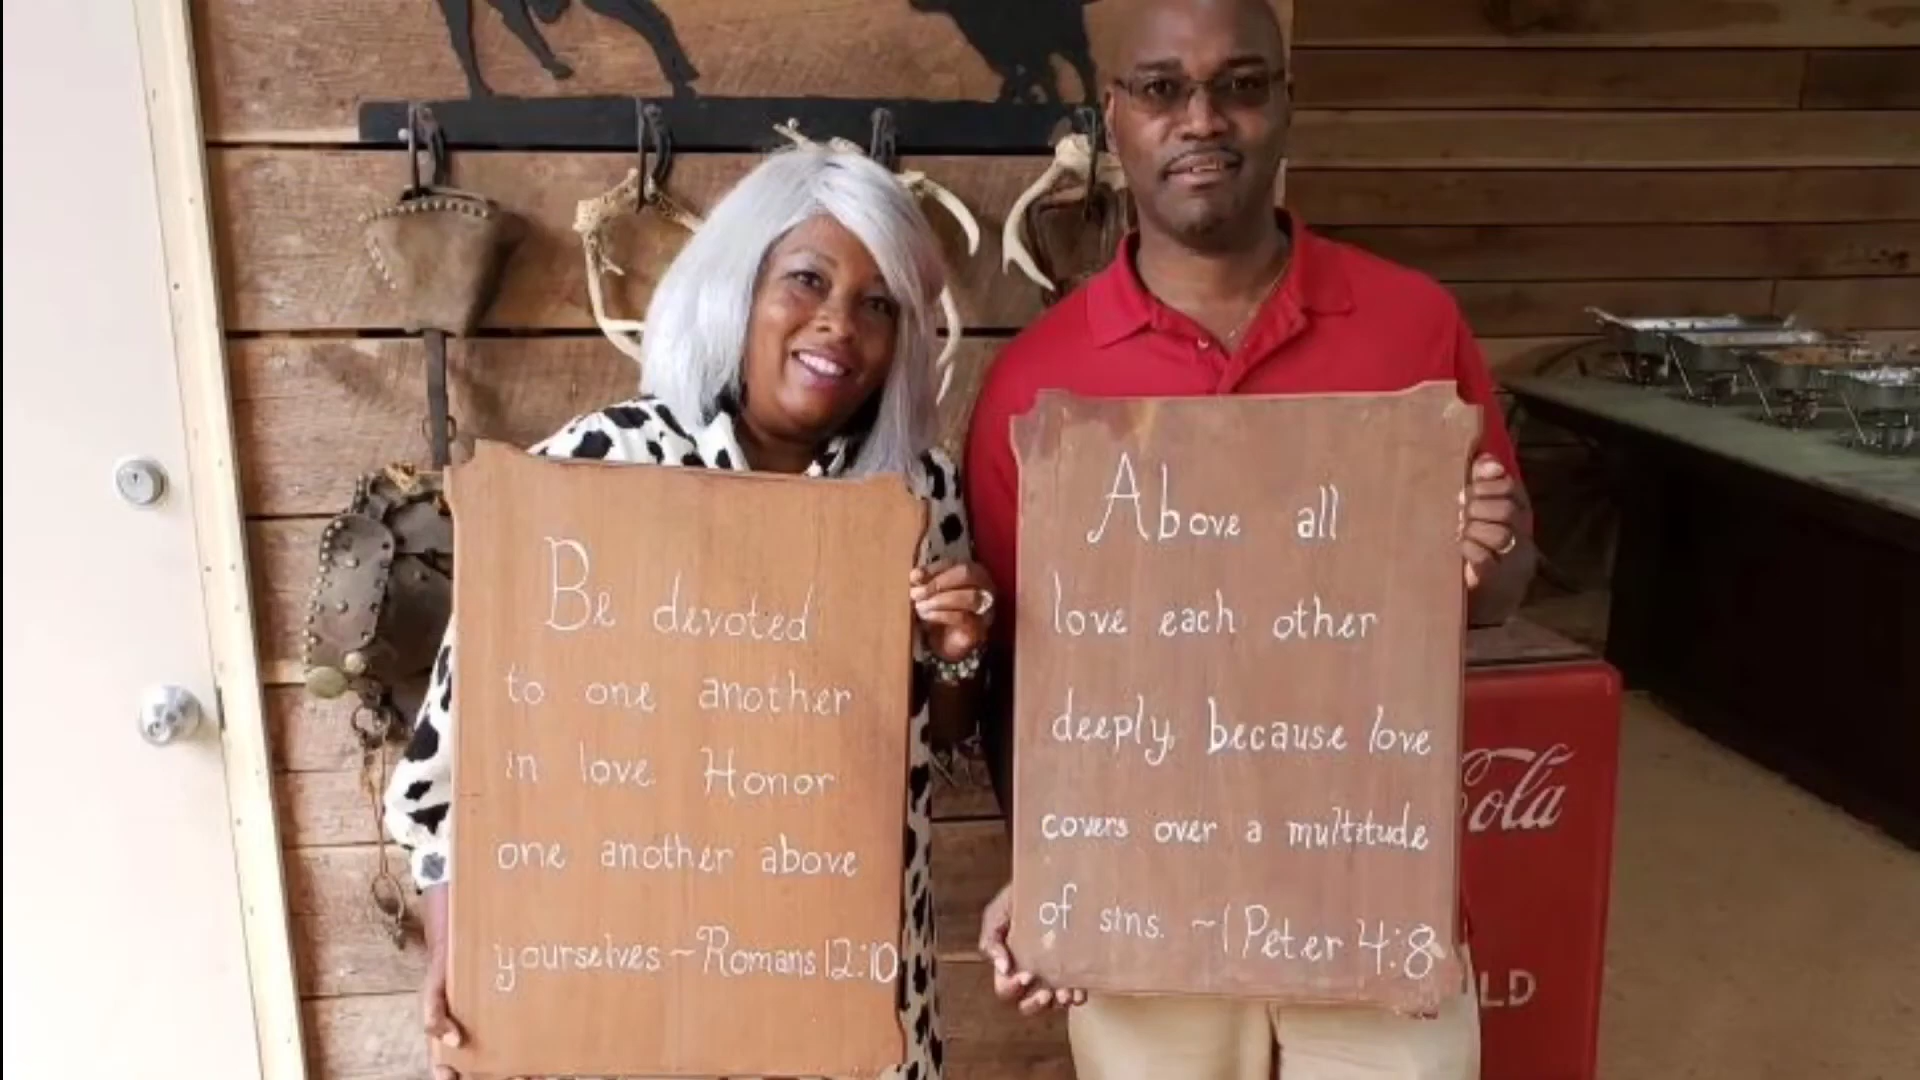 Be devoted
to one another
in love Honor
one another above
yourselves ~ Romans 12:10
Above all
love each other
deeply, because love
covers over a multitude
of sins. ~ 1 Peter 4:8
Cola